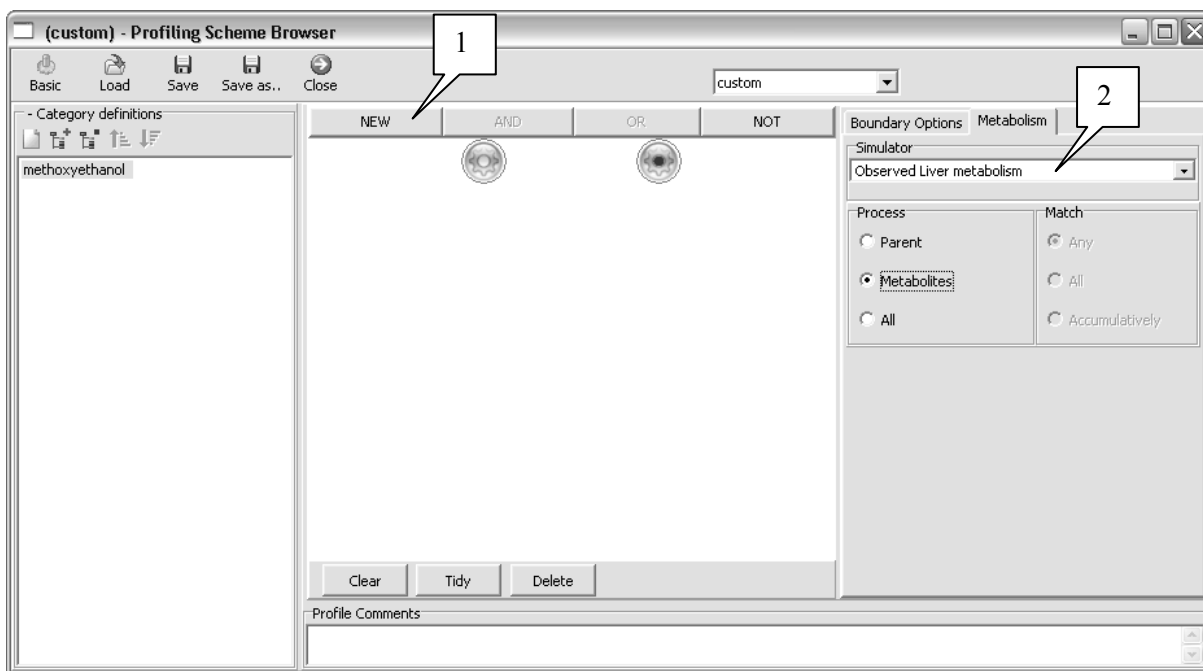 (custom) - Profiling Scheme Browser
1
Basic Load Save Save as.. Close
custom
2
- Category definitions
NEW AND OR NOT
Boundary Options Metabolism
methoxyethanol
Simulator
Observed Liver metabolism
Process Match
Parent Any
Metabolites All
All Accumulatively
Clear Tidy Delete
Profile Comments